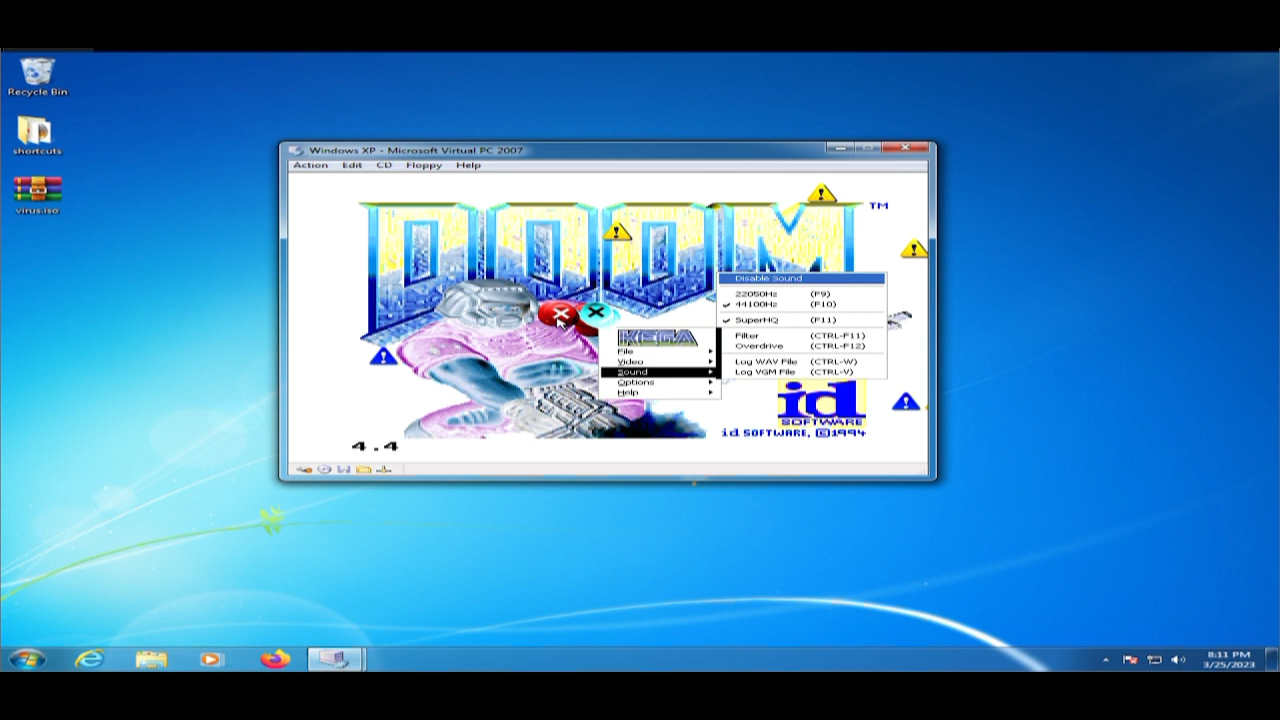 Recycle Bin
shortcuts
virus.iso
Windows XP - Microsoft Virtual PC 2007
Action Edit CD Floppy Help
DOOM TM
Disable Sound
22050Hz (F9)
44100Hz (F10)
SuperHQ (F11)
Filter (CTRL-F11)
Overdrive (CTRL-F12)
Log WAV File (CTRL-W)
Log VGM File (CTRL-V)
KEGA
File
Video
Sound
Options
Help
id
SOFTWARE
id SOFTWARE, ©1994
4.4
8:11 PM
3/25/2023